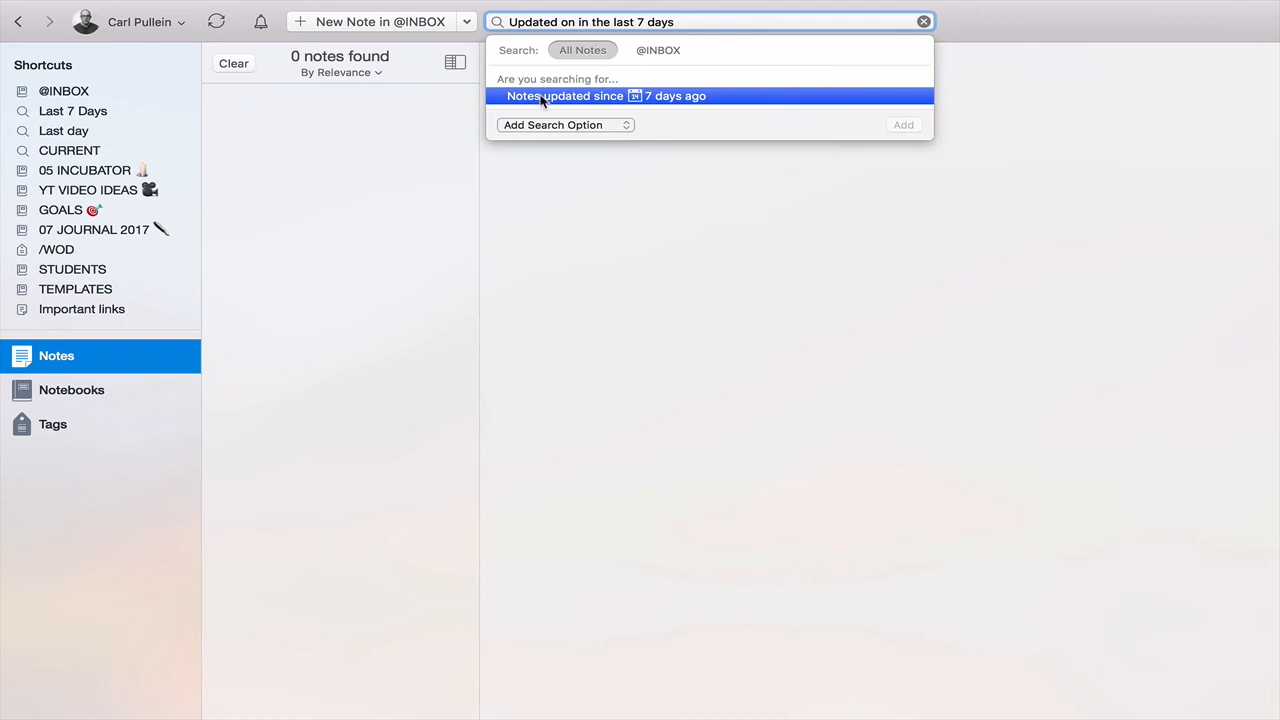 Carl Pullein
New Note in @INBOX
Updated on in the last 7 days
Search: All Notes @INBOX
Are you searching for...
Notes updated since 14 7 days ago
Add Search Option
Add
Clear
0 notes found
By Relevance
Shortcuts
@INBOX
Last 7 Days
Last day
CURRENT
05 INCUBATOR
YT VIDEO IDEAS
GOALS
07 JOURNAL 2017
/WOD
STUDENTS
TEMPLATES
Important links
Notes
Notebooks
Tags